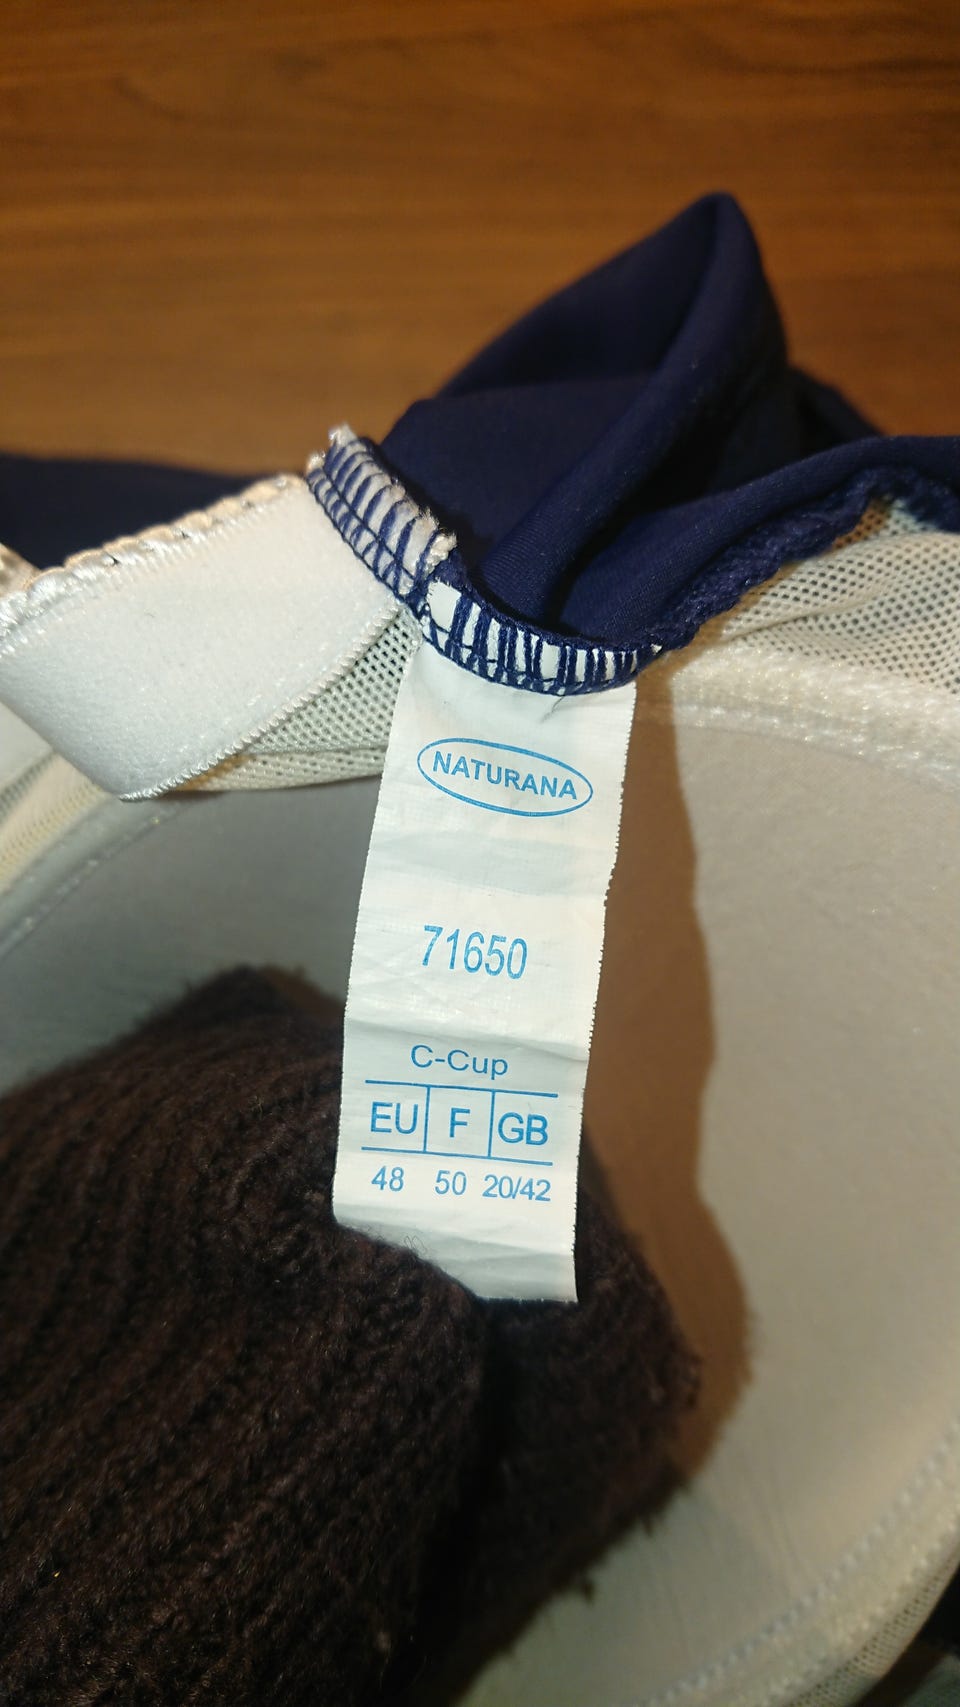 NATURANA
71650
C-Cup
EU F GB
48 50 20/42